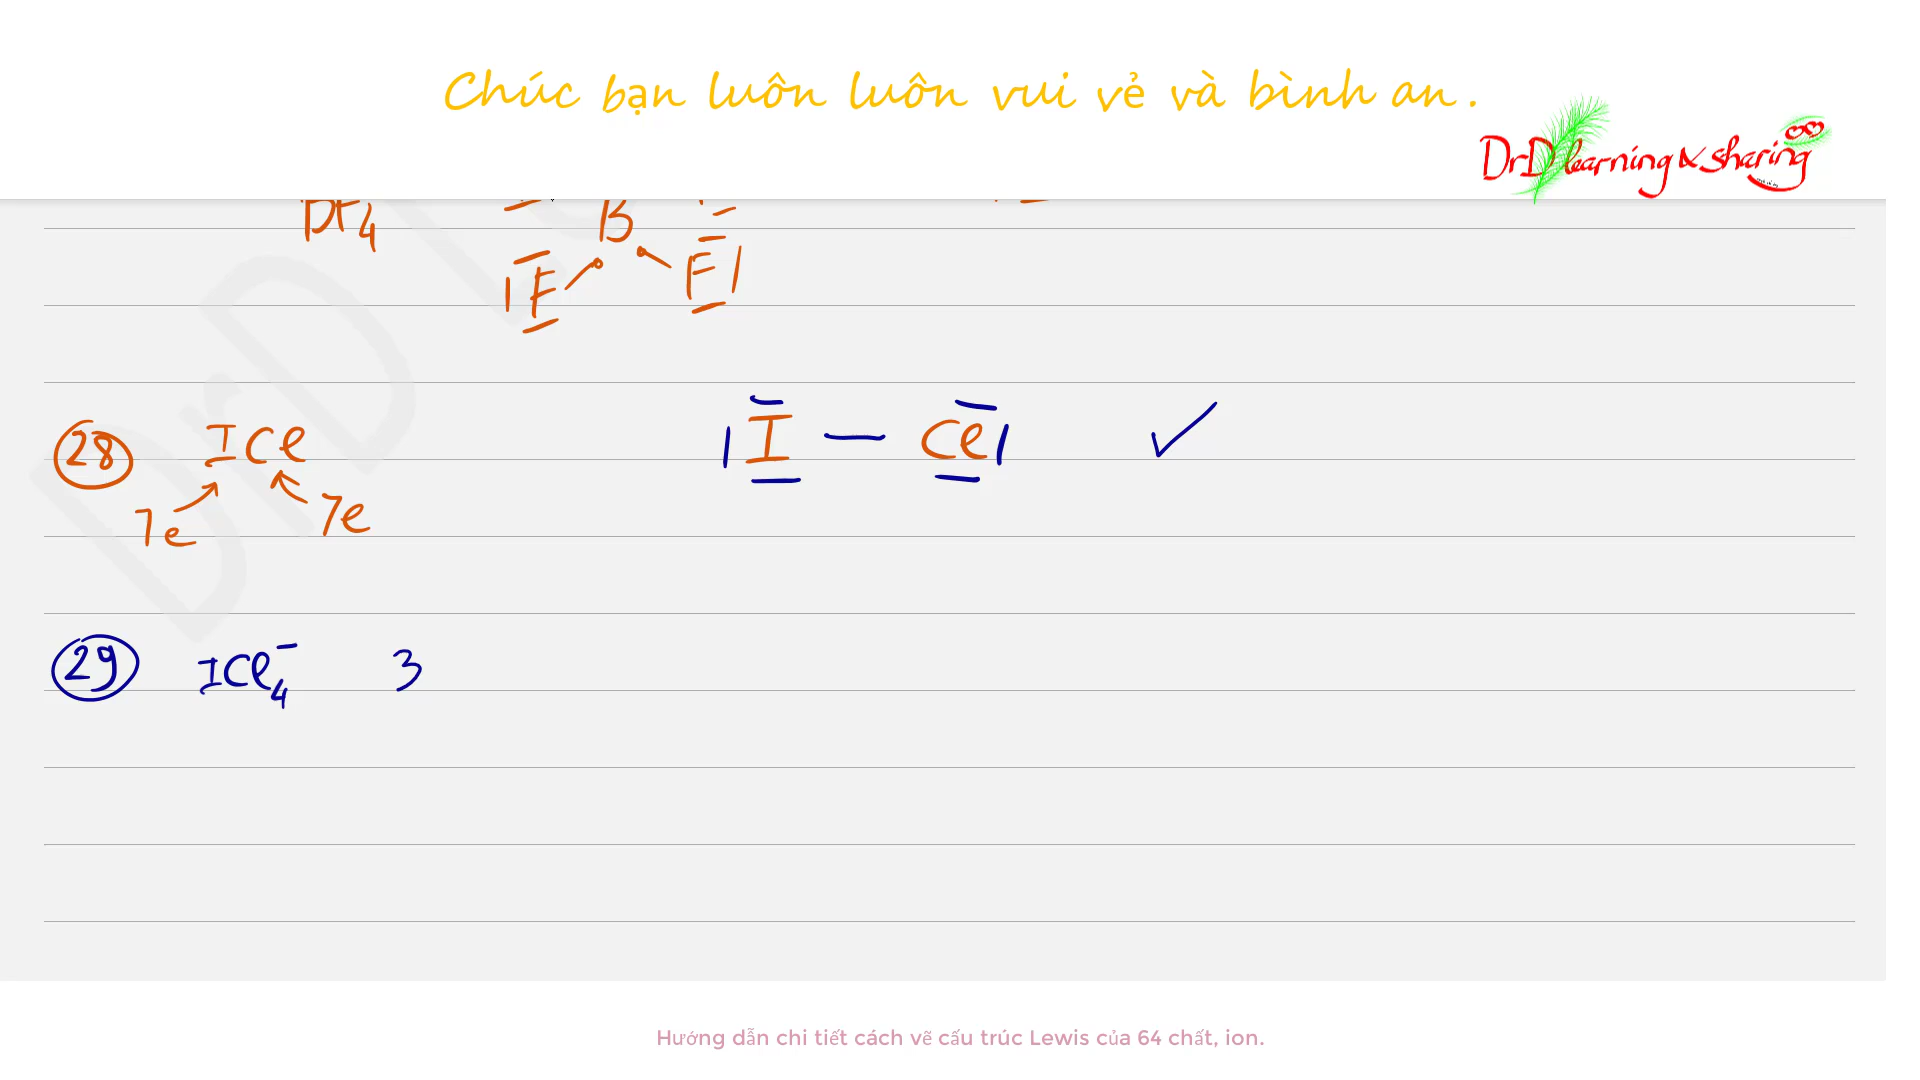 Chúc bạn luôn luôn vui vẻ và bình an.
DrD learning & sharing
BF4
B
|F F|
28 ICl |I — Cl| ✓
7e 7e
29 ICl4- 3
DrD
Hướng dẫn chi tiết cách vẽ cấu trúc Lewis của 64 chất, ion.